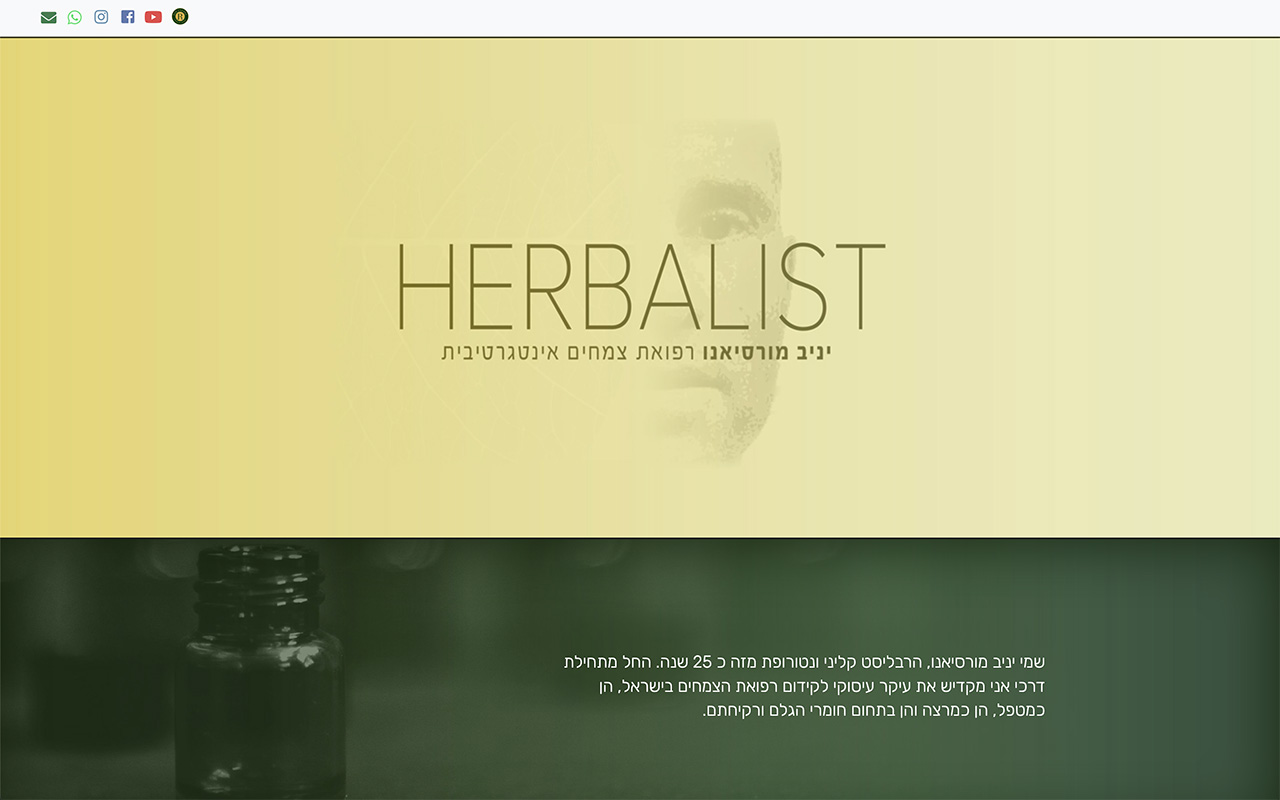 HERBALIST
יניב מורסיאנו רפואת צמחים אינטגרטיבית
שמי יניב מורסיאנו, הרבליסט קליני ונטורופת מזה כ 25 שנה. החל מתחילת
דרכי אני מקדיש את עיקר עיסוקי לקידום רפואת הצמחים בישראל, הן
כמטפל, הן כמרצה והן בתחום חומרי הגלם ורקיחתם.